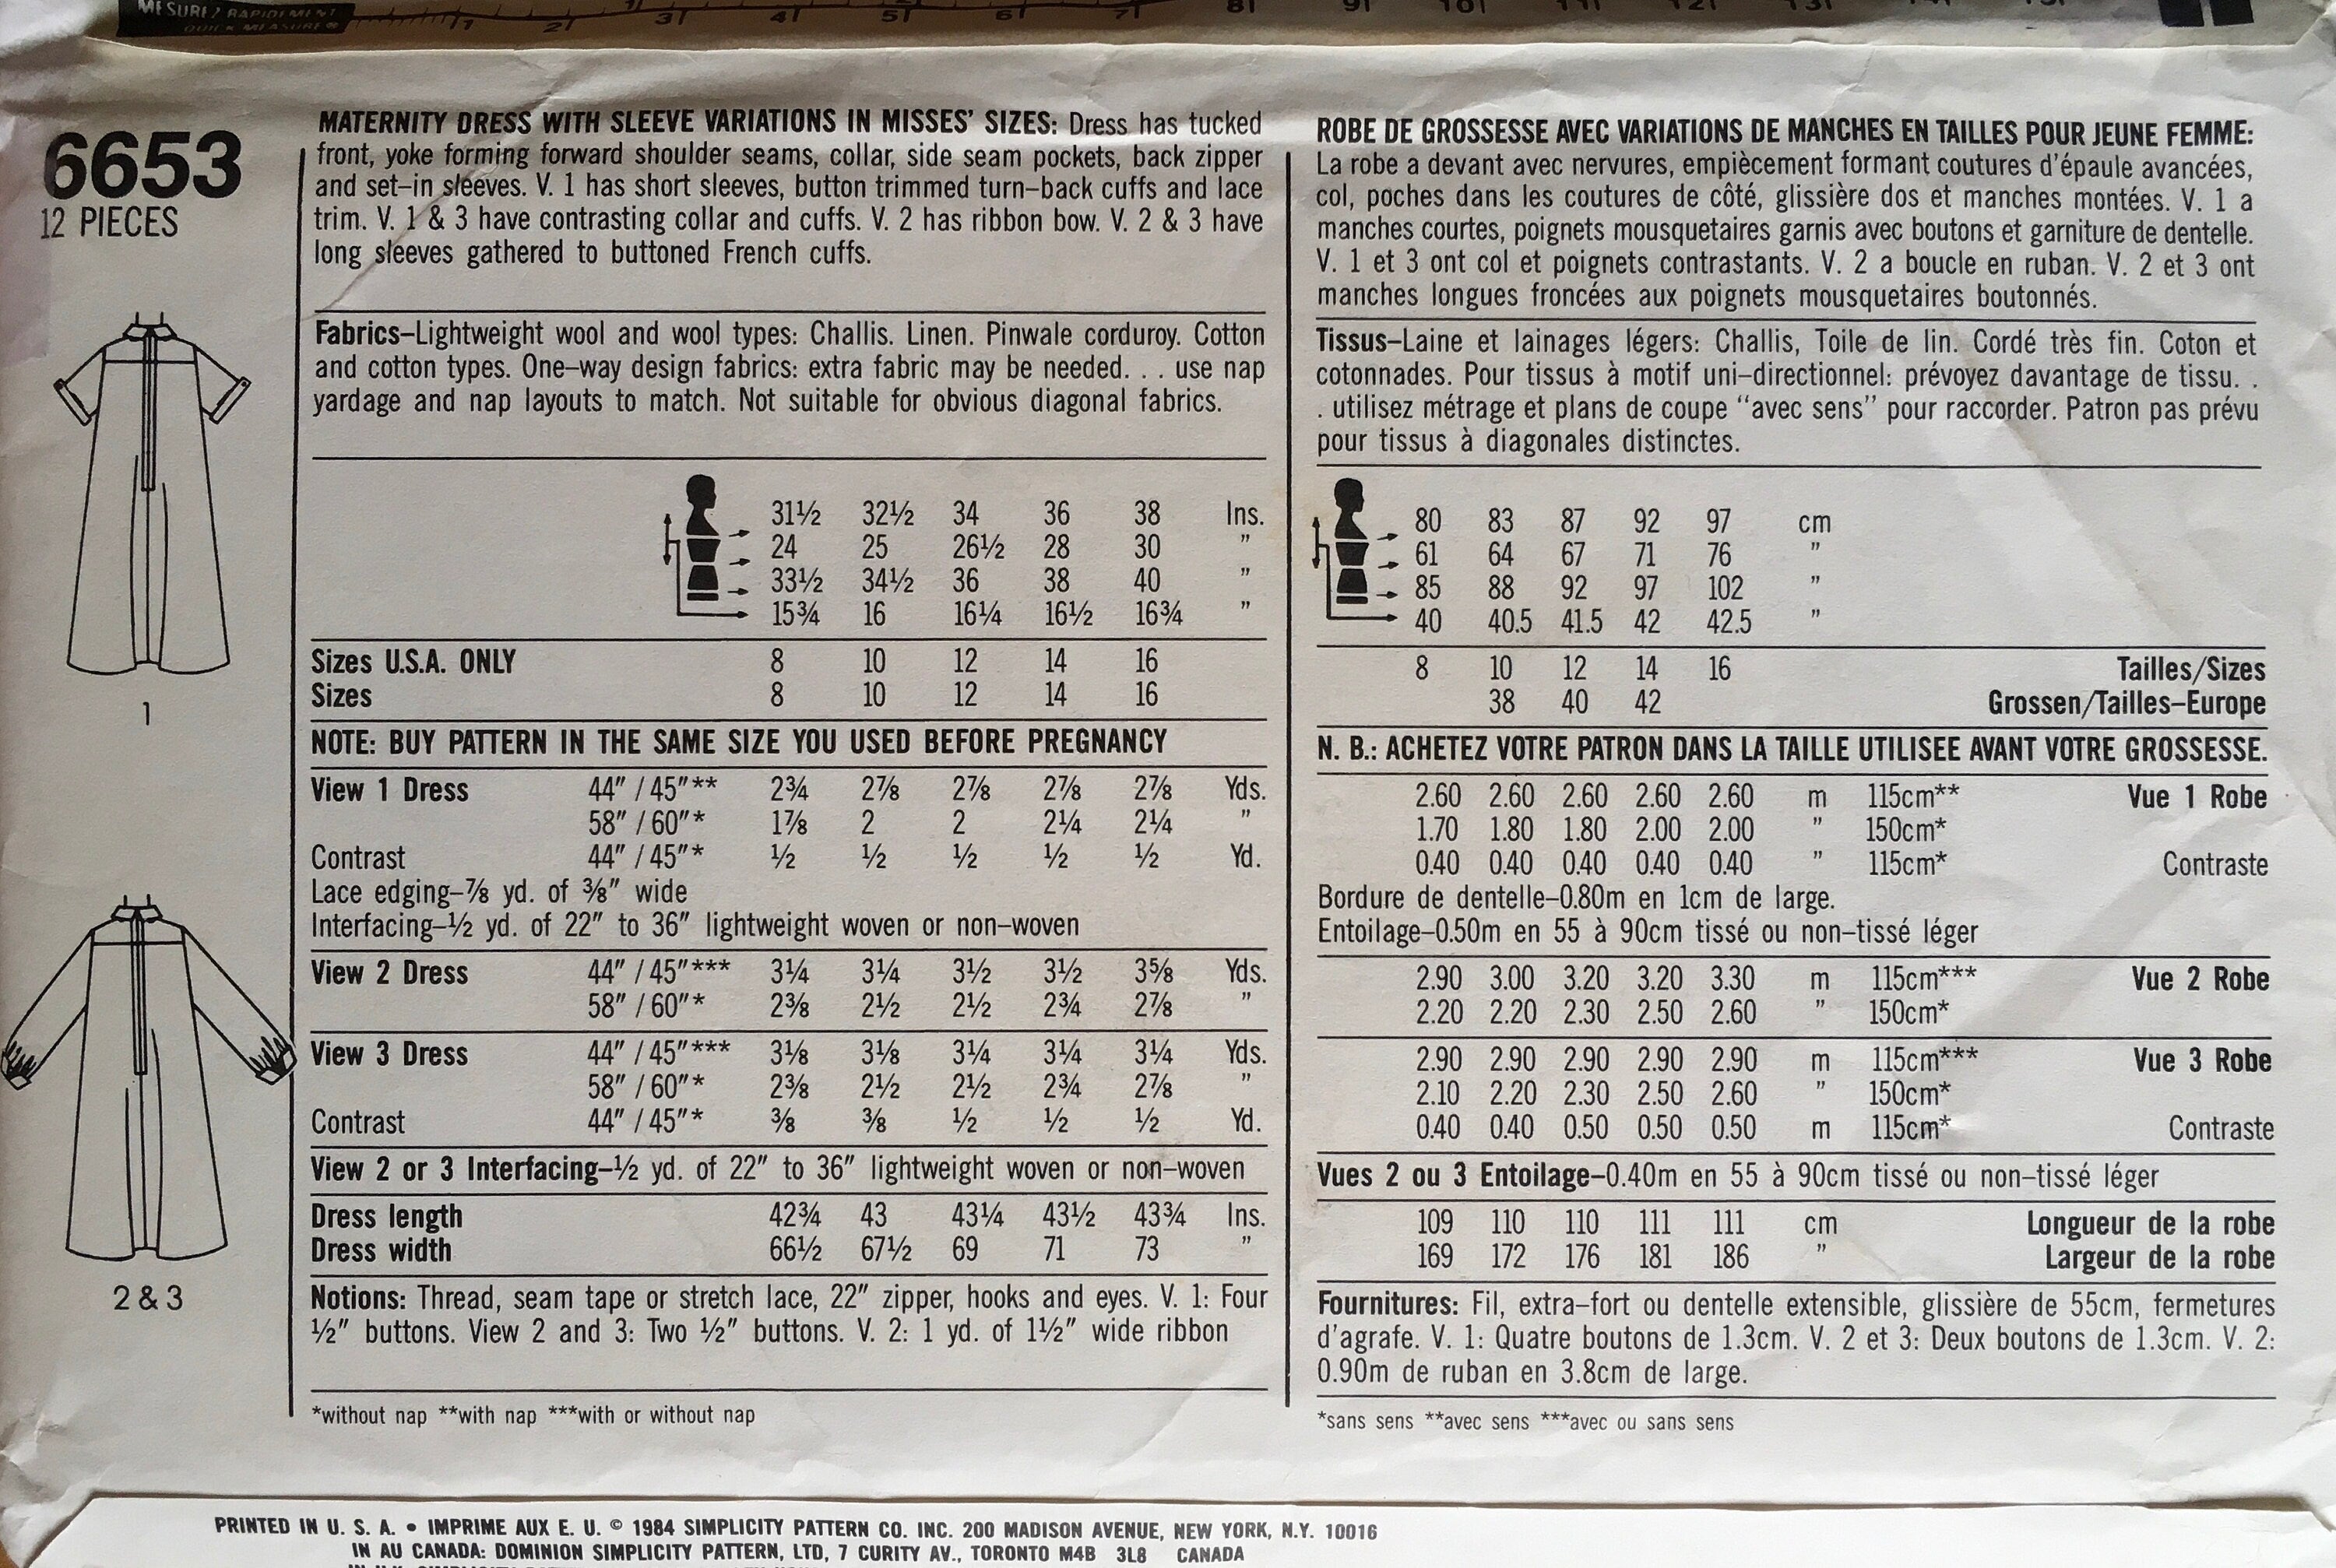 MESUREZ RAPIDEMENT
QUICK MEASURE®
1 2 3 4 5 6 7 8 9 10 11 12 13
6653
12 PIECES
1
2 & 3
MATERNITY DRESS WITH SLEEVE VARIATIONS IN MISSES' SIZES: Dress has tucked
front, yoke forming forward shoulder seams, collar, side seam pockets, back zipper
and set–in sleeves. V. 1 has short sleeves, button trimmed turn–back cuffs and lace
trim. V. 1 & 3 have contrasting collar and cuffs. V. 2 has ribbon bow. V. 2 & 3 have
long sleeves gathered to buttoned French cuffs.
Fabrics–Lightweight wool and wool types: Challis. Linen. Pinwale corduroy. Cotton
and cotton types. One–way design fabrics: extra fabric may be needed. . . use nap
yardage and nap layouts to match. Not suitable for obvious diagonal fabrics.
31½ 32½ 34 36 38 Ins.
24 25 26½ 28 30 "
33½ 34½ 36 38 40 "
15¾ 16 16¼ 16½ 16¾ "
Sizes U.S.A. ONLY 8 10 12 14 16
Sizes 8 10 12 14 16
NOTE: BUY PATTERN IN THE SAME SIZE YOU USED BEFORE PREGNANCY
View 1 Dress 44" / 45"** 2¾ 2⅞ 2⅞ 2⅞ 2⅞ Yds.
58" / 60"* 1⅞ 2 2 2¼ 2¼ "
Contrast 44" / 45"* ½ ½ ½ ½ ½ Yd.
Lace edging–⅞ yd. of ⅜" wide
Interfacing–½ yd. of 22" to 36" lightweight woven or non–woven
View 2 Dress 44" / 45"*** 3¼ 3¼ 3½ 3½ 3⅝ Yds.
58" / 60"* 2⅜ 2½ 2½ 2¾ 2⅞ "
View 3 Dress 44" / 45"*** 3⅛ 3⅛ 3¼ 3¼ 3¼ Yds.
58" / 60"* 2⅜ 2½ 2½ 2¾ 2⅞ "
Contrast 44" / 45"* ⅜ ⅜ ½ ½ ½ Yd.
View 2 or 3 Interfacing–½ yd. of 22" to 36" lightweight woven or non–woven
Dress length 42¾ 43 43¼ 43½ 43¾ Ins.
Dress width 66½ 67½ 69 71 73 "
Notions: Thread, seam tape or stretch lace, 22" zipper, hooks and eyes. V. 1: Four
½" buttons. View 2 and 3: Two ½" buttons. V. 2: 1 yd. of 1½" wide ribbon
*without nap **with nap ***with or without nap
ROBE DE GROSSESSE AVEC VARIATIONS DE MANCHES EN TAILLES POUR JEUNE FEMME:
La robe a devant avec nervures, empiècement formant coutures d'épaule avancées,
col, poches dans les coutures de côté, glissière dos et manches montées. V. 1 a
manches courtes, poignets mousquetaires garnis avec boutons et garniture de dentelle.
V. 1 et 3 ont col et poignets contrastants. V. 2 a boucle en ruban. V. 2 et 3 ont
manches longues froncées aux poignets mousquetaires boutonnés.
Tissus–Laine et lainages légers: Challis, Toile de lin. Cordé très fin. Coton et
cotonnades. Pour tissus à motif uni–directionnel: prévoyez davantage de tissu. .
. utilisez métrage et plans de coupe "avec sens" pour raccorder. Patron pas prévu
pour tissus à diagonales distinctes.
80 83 87 92 97 cm
61 64 67 71 76 "
85 88 92 97 102 "
40 40.5 41.5 42 42.5 "
8 10 12 14 16 Tailles/Sizes
38 40 42 Grossen/Tailles–Europe
N. B.: ACHETEZ VOTRE PATRON DANS LA TAILLE UTILISEE AVANT VOTRE GROSSESSE.
2.60 2.60 2.60 2.60 2.60 m 115cm** Vue 1 Robe
1.70 1.80 1.80 2.00 2.00 " 150cm*
0.40 0.40 0.40 0.40 0.40 " 115cm* Contraste
Bordure de dentelle–0.80m en 1cm de large.
Entoilage–0.50m en 55 à 90cm tissé ou non–tissé léger
2.90 3.00 3.20 3.20 3.30 m 115cm*** Vue 2 Robe
2.20 2.20 2.30 2.50 2.60 " 150cm*
2.90 2.90 2.90 2.90 2.90 m 115cm*** Vue 3 Robe
2.10 2.20 2.30 2.50 2.60 " 150cm*
0.40 0.40 0.50 0.50 0.50 m 115cm* Contraste
Vues 2 ou 3 Entoilage–0.40m en 55 à 90cm tissé ou non–tissé léger
109 110 110 111 111 cm Longueur de la robe
169 172 176 181 186 " Largeur de la robe
Fournitures: Fil, extra–fort ou dentelle extensible, glissière de 55cm, fermetures
d'agrafe. V. 1: Quatre boutons de 1.3cm. V. 2 et 3: Deux boutons de 1.3cm. V. 2:
0.90m de ruban en 3.8cm de large.
*sans sens **avec sens ***avec ou sans sens
PRINTED IN U. S. A. • IMPRIME AUX E. U. © 1984 SIMPLICITY PATTERN CO. INC. 200 MADISON AVENUE, NEW YORK, N.Y. 10016
IN AU CANADA: DOMINION SIMPLICITY PATTERN, LTD, 7 CURITY AV., TORONTO M4B 3L8 CANADA